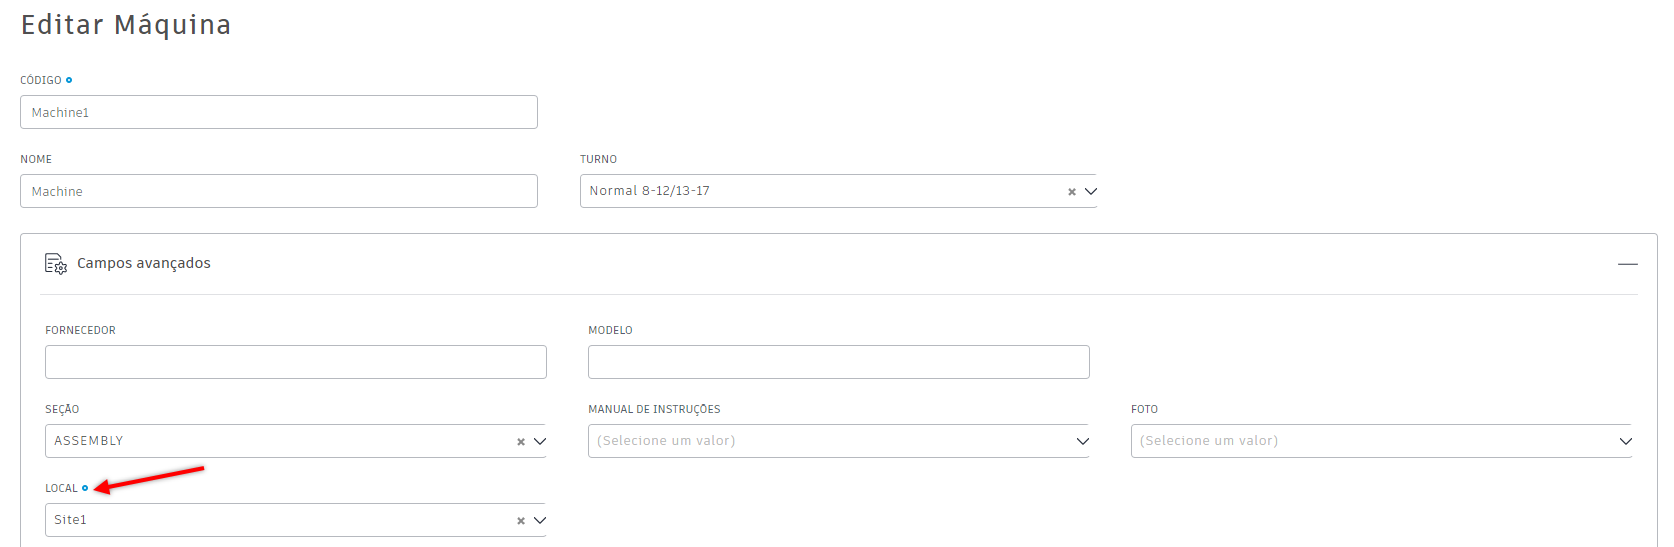 Editar Máquina
CÓDIGO
Machine1
NOME
TURNO
Machine
Normal 8-12/13-17
Campos avançados
FORNECEDOR
MODELO
SEÇÃO
MANUAL DE INSTRUÇÕES
FOTO
ASSEMBLY
(Selecione um valor)
(Selecione um valor)
LOCAL
Site1